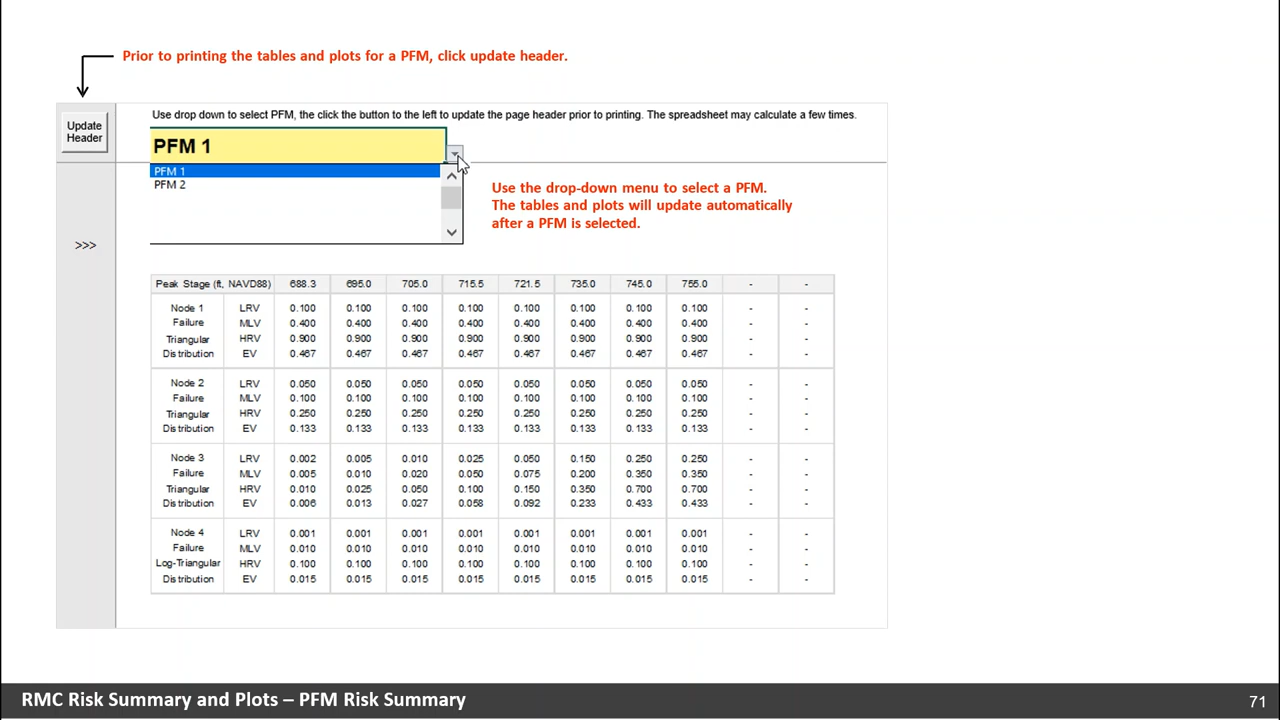 Prior to printing the tables and plots for a PFM, click update header.
Update
Header
Use drop down to select PFM, the click the button to the left to update the page header prior to printing. The spreadsheet may calculate a few times.
PFM 1
PFM 1
PFM 2
Use the drop-down menu to select a PFM.
The tables and plots will update automatically
after a PFM is selected.
>>>
Peak Stage (ft, NAVD88) 688.3 695.0 705.0 715.5 721.5 735.0 745.0 755.0 - -
Node 1 LRV 0.100 0.100 0.100 0.100 0.100 0.100 0.100 0.100 - -
Failure MLV 0.400 0.400 0.400 0.400 0.400 0.400 0.400 0.400 - -
Triangular HRV 0.900 0.900 0.900 0.900 0.900 0.900 0.900 0.900 - -
Distribution EV 0.467 0.467 0.467 0.467 0.467 0.467 0.467 0.467 - -
Node 2 LRV 0.050 0.050 0.050 0.050 0.050 0.050 0.050 0.050 - -
Failure MLV 0.100 0.100 0.100 0.100 0.100 0.100 0.100 0.100 - -
Triangular HRV 0.250 0.250 0.250 0.250 0.250 0.250 0.250 0.250 - -
Distribution EV 0.133 0.133 0.133 0.133 0.133 0.133 0.133 0.133 - -
Node 3 LRV 0.002 0.005 0.010 0.025 0.050 0.150 0.250 0.250 - -
Failure MLV 0.005 0.010 0.020 0.050 0.075 0.200 0.350 0.350 - -
Triangular HRV 0.010 0.025 0.050 0.100 0.150 0.350 0.700 0.700 - -
Distribution EV 0.006 0.013 0.027 0.058 0.092 0.233 0.433 0.433 - -
Node 4 LRV 0.001 0.001 0.001 0.001 0.001 0.001 0.001 0.001 - -
Failure MLV 0.010 0.010 0.010 0.010 0.010 0.010 0.010 0.010 - -
Log-Triangular HRV 0.100 0.100 0.100 0.100 0.100 0.100 0.100 0.100 - -
Distribution EV 0.015 0.015 0.015 0.015 0.015 0.015 0.015 0.015 - -
RMC Risk Summary and Plots – PFM Risk Summary
71